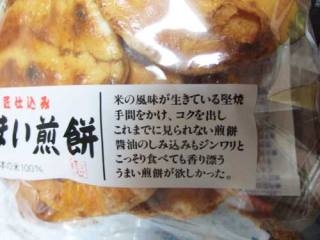 匠仕込み
まい煎餅
本の米100%
米の風味が生きている堅焼
手間をかけ、コクを出し
これまでに見られない煎餅
醬油のしみ込みもジンワリと
こっそり食べても香り漂う
うまい煎餅が欲しかった。